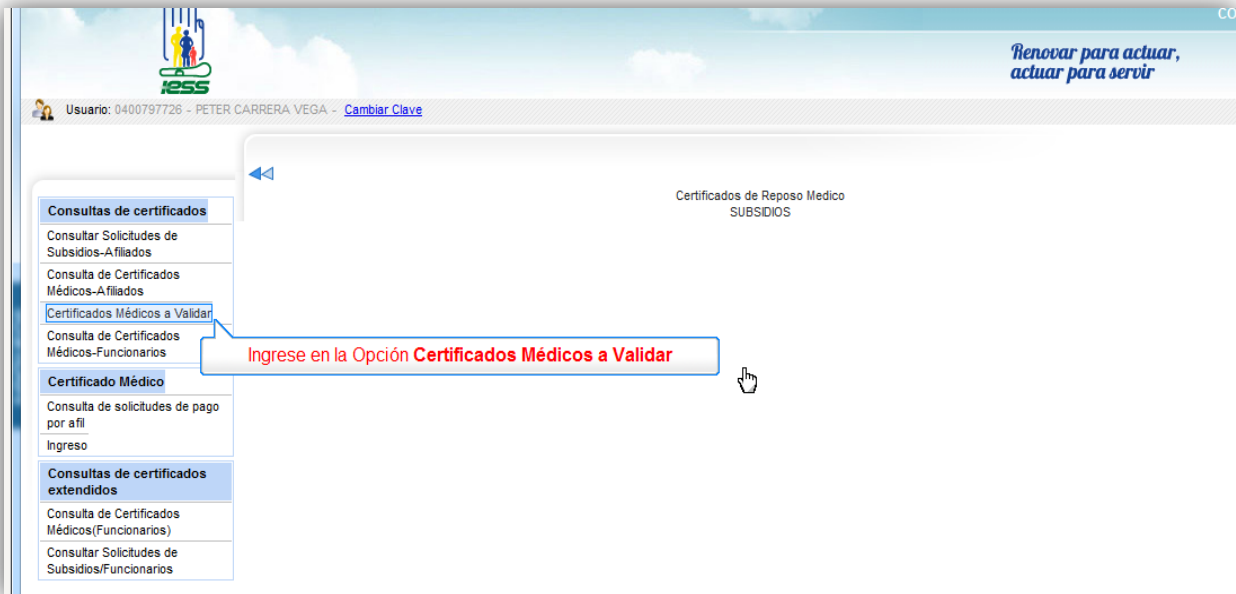 CO
iess
Renovar para actuar,
actuar para servir
Usuario: 0400797726 - PETER CARRERA VEGA - Cambiar Clave
Certificados de Reposo Medico
SUBSIDIOS
Consultas de certificados
Consultar Solicitudes de
Subsidios-Afiliados
Consulta de Certificados
Médicos-Afiliados
Certificados Médicos a Validar
Consulta de Certificados
Médicos-Funcionarios
Ingrese en la Opción Certificados Médicos a Validar
Certificado Médico
Consulta de solicitudes de pago
por afil
Ingreso
Consultas de certificados
extendidos
Consulta de Certificados
Médicos(Funcionarios)
Consultar Solicitudes de
Subsidios/Funcionarios